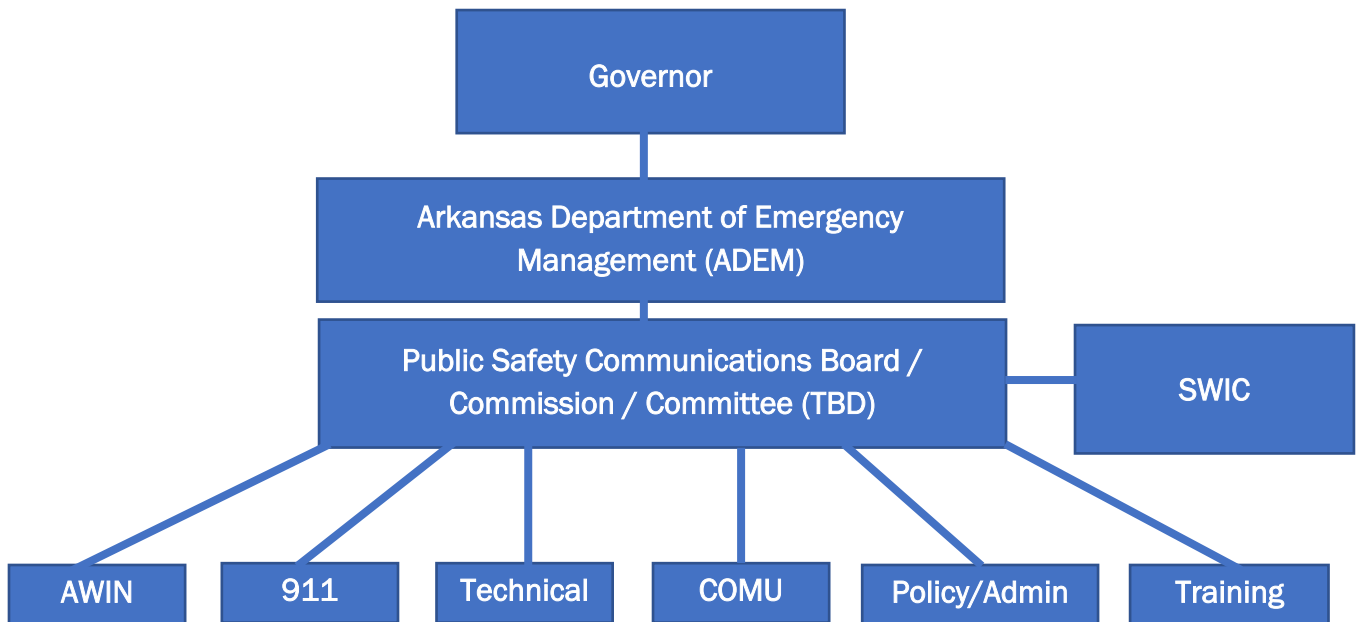 Governor
Arkansas Department of Emergency
Management (ADEM)
Public Safety Communications Board /
Commission / Committee (TBD)
SWIC
AWIN
911
Technical
COMU
Policy/Admin
Training